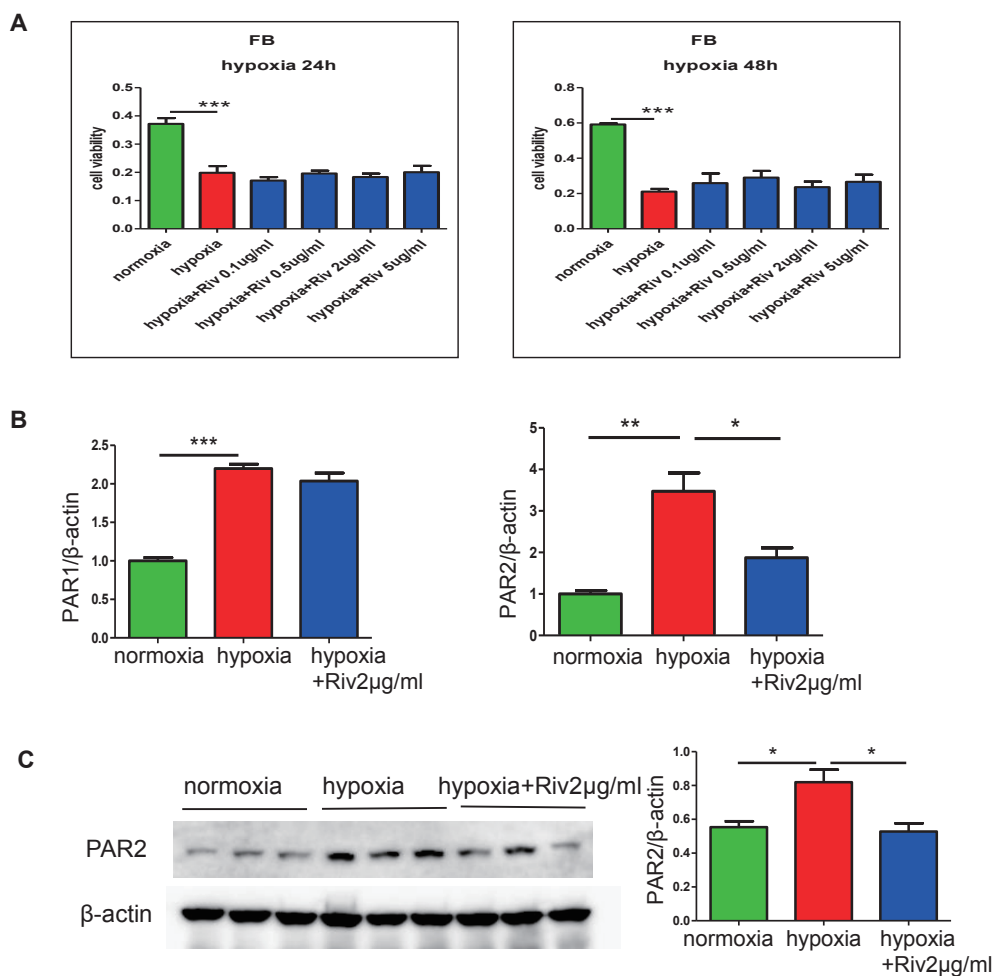 A
FB
hypoxia 24h
cell viability
0.5
0.4
0.3
0.2
0.1
0.0
***
normoxia
hypoxia
hypoxia+Riv 0.1ug/ml
hypoxia+Riv 0.5ug/ml
hypoxia+Riv 2ug/ml
hypoxia+Riv 5ug/ml
FB
hypoxia 48h
cell viability
0.8
0.6
0.4
0.2
0.0
***
normoxia
hypoxia
hypoxia+Riv 0.1ug/ml
hypoxia+Riv 0.5ug/ml
hypoxia+Riv 2ug/ml
hypoxia+Riv 5ug/ml
B
PAR1/β-actin
2.5
2.0
1.5
1.0
0.5
0.0
***
normoxia
hypoxia
hypoxia
+Riv2μg/ml
PAR2/β-actin
5
4
3
2
1
0
**
*
normoxia
hypoxia
hypoxia
+Riv2μg/ml
C
normoxia
hypoxia
hypoxia+Riv2μg/ml
PAR2
β-actin
PAR2/β-actin
1.0
0.8
0.6
0.4
0.2
0.0
*
*
normoxia
hypoxia
hypoxia
+Riv2μg/ml